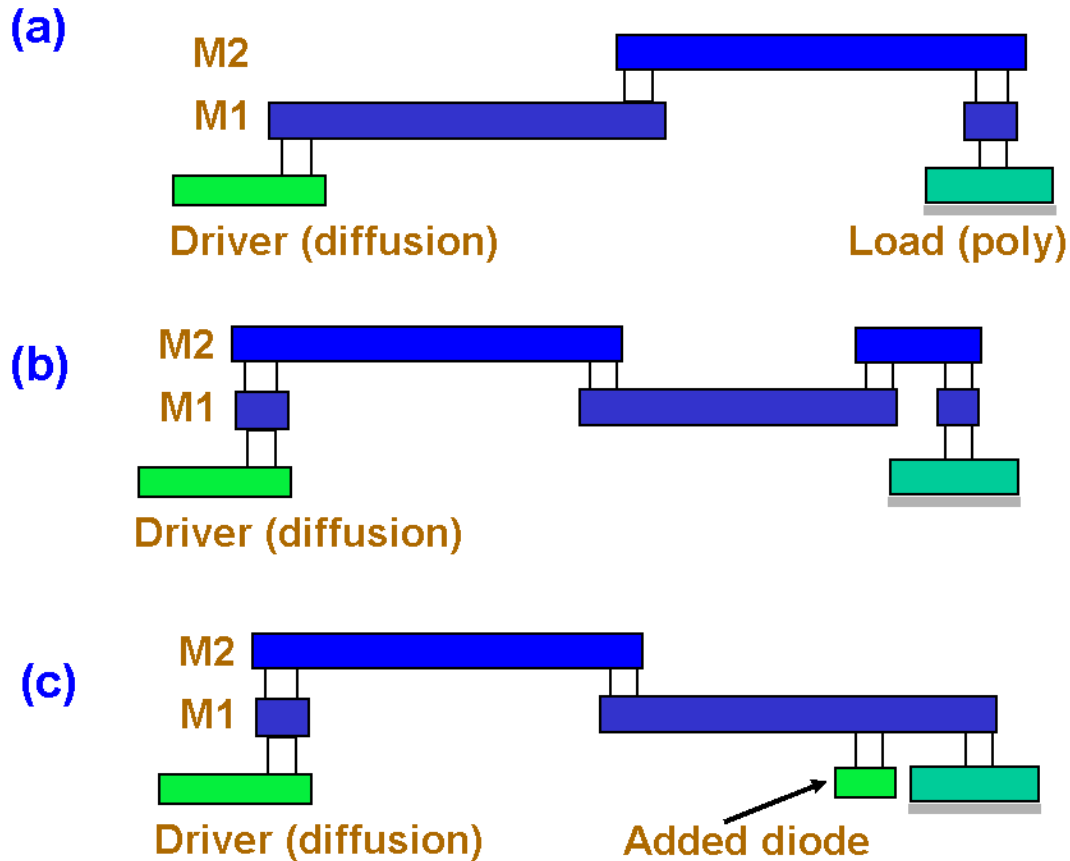 (a)
M2
M1
Driver (diffusion)
Load (poly)
(b)
M2
M1
Driver (diffusion)
(c)
M2
M1
Driver (diffusion)
Added diode